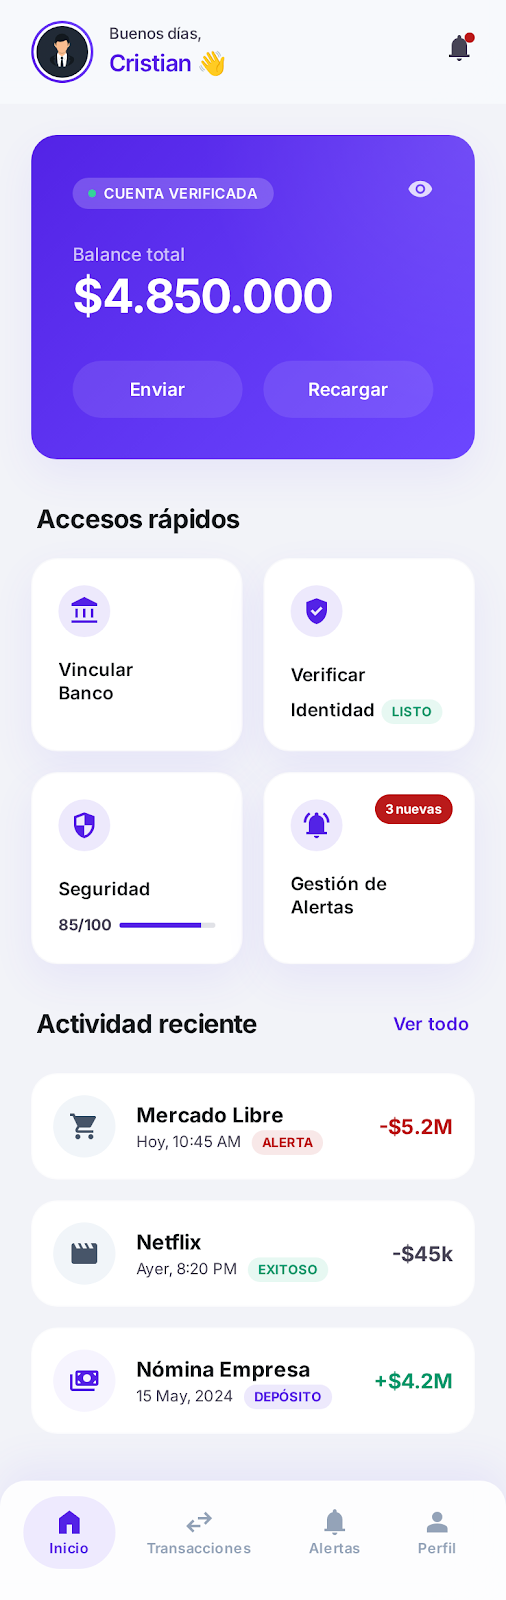 Buenos días,
Cristian 👋
CUENTA VERIFICADA
Balance total
$4.850.000
Enviar
Recargar
Accesos rápidos
Vincular
Banco
Verificar
Identidad LISTO
Seguridad
85/100
3 nuevas
Gestión de
Alertas
Actividad reciente
Ver todo
Mercado Libre
Hoy, 10:45 AM ALERTA
-$5.2M
Netflix
Ayer, 8:20 PM EXITOSO
-$45k
Nómina Empresa
15 May, 2024 DEPÓSITO
+$4.2M
Inicio
Transacciones
Alertas
Perfil